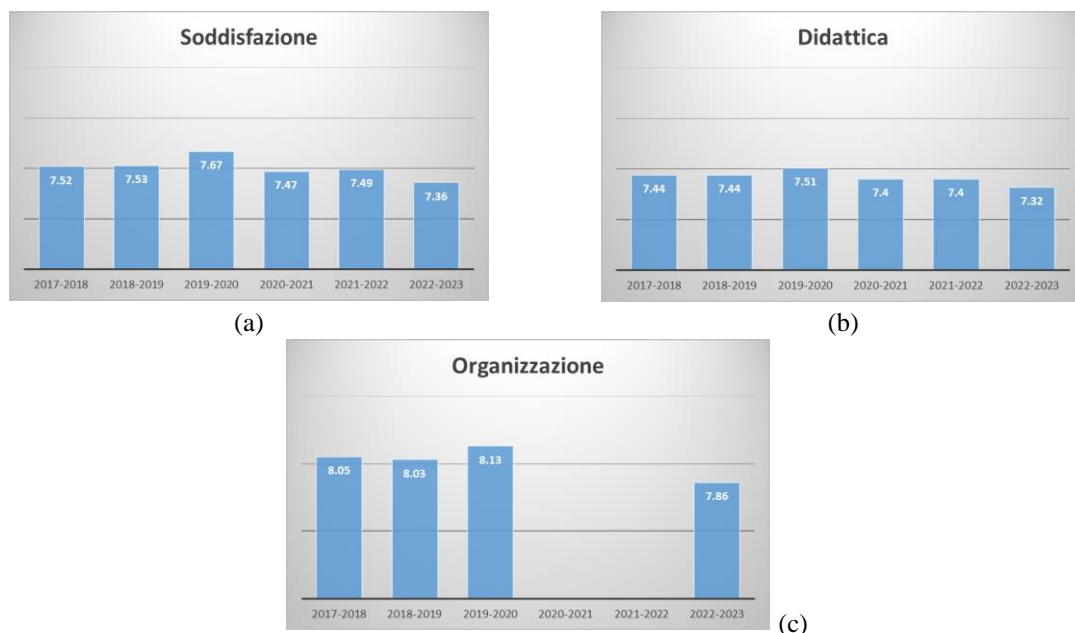 Soddisfazione
7.52 7.53 7.67 7.47 7.49 7.36
2017-2018 2018-2019 2019-2020 2020-2021 2021-2022 2022-2023
(a)
Didattica
7.44 7.44 7.51 7.4 7.4 7.32
2017-2018 2018-2019 2019-2020 2020-2021 2021-2022 2022-2023
(b)
Organizzazione
8.05 8.03 8.13 7.86
2017-2018 2018-2019 2019-2020 2020-2021 2021-2022 2022-2023
(c)